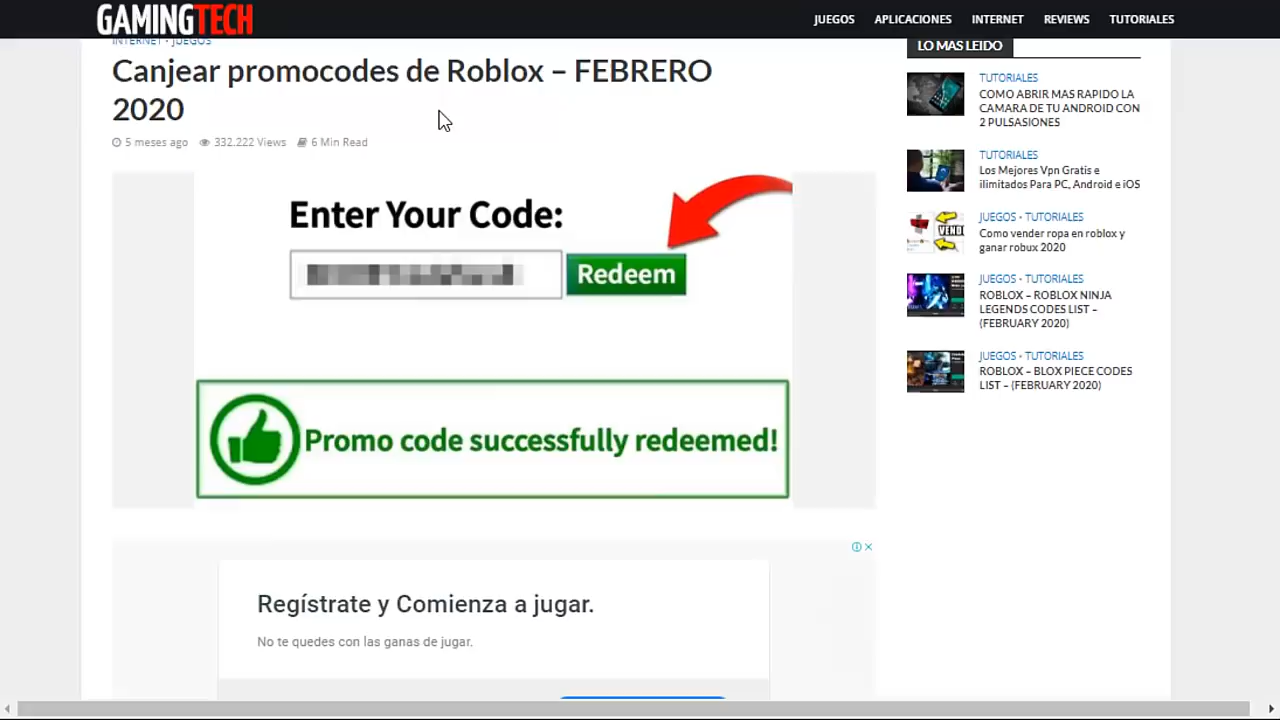 GAMINGTECH
JUEGOS APLICACIONES INTERNET REVIEWS TUTORIALES
INTERNET • JUEGOS
Canjear promocodes de Roblox – FEBRERO
2020
5 meses ago 332.222 Views 6 Min Read
Enter Your Code:
Redeem
Promo code successfully redeemed!
Regístrate y Comienza a jugar.
No te quedes con las ganas de jugar.
LO MAS LEIDO
TUTORIALES
COMO ABRIR MAS RAPIDO LA
CAMARA DE TU ANDROID CON
2 PULSASIONES
TUTORIALES
Los Mejores Vpn Gratis e
ilimitados Para PC, Android e iOS
JUEGOS • TUTORIALES
Como vender ropa en roblox y
ganar robux 2020
JUEGOS • TUTORIALES
ROBLOX – ROBLOX NINJA
LEGENDS CODES LIST –
(FEBRUARY 2020)
JUEGOS • TUTORIALES
ROBLOX – BLOX PIECE CODES
LIST – (FEBRUARY 2020)